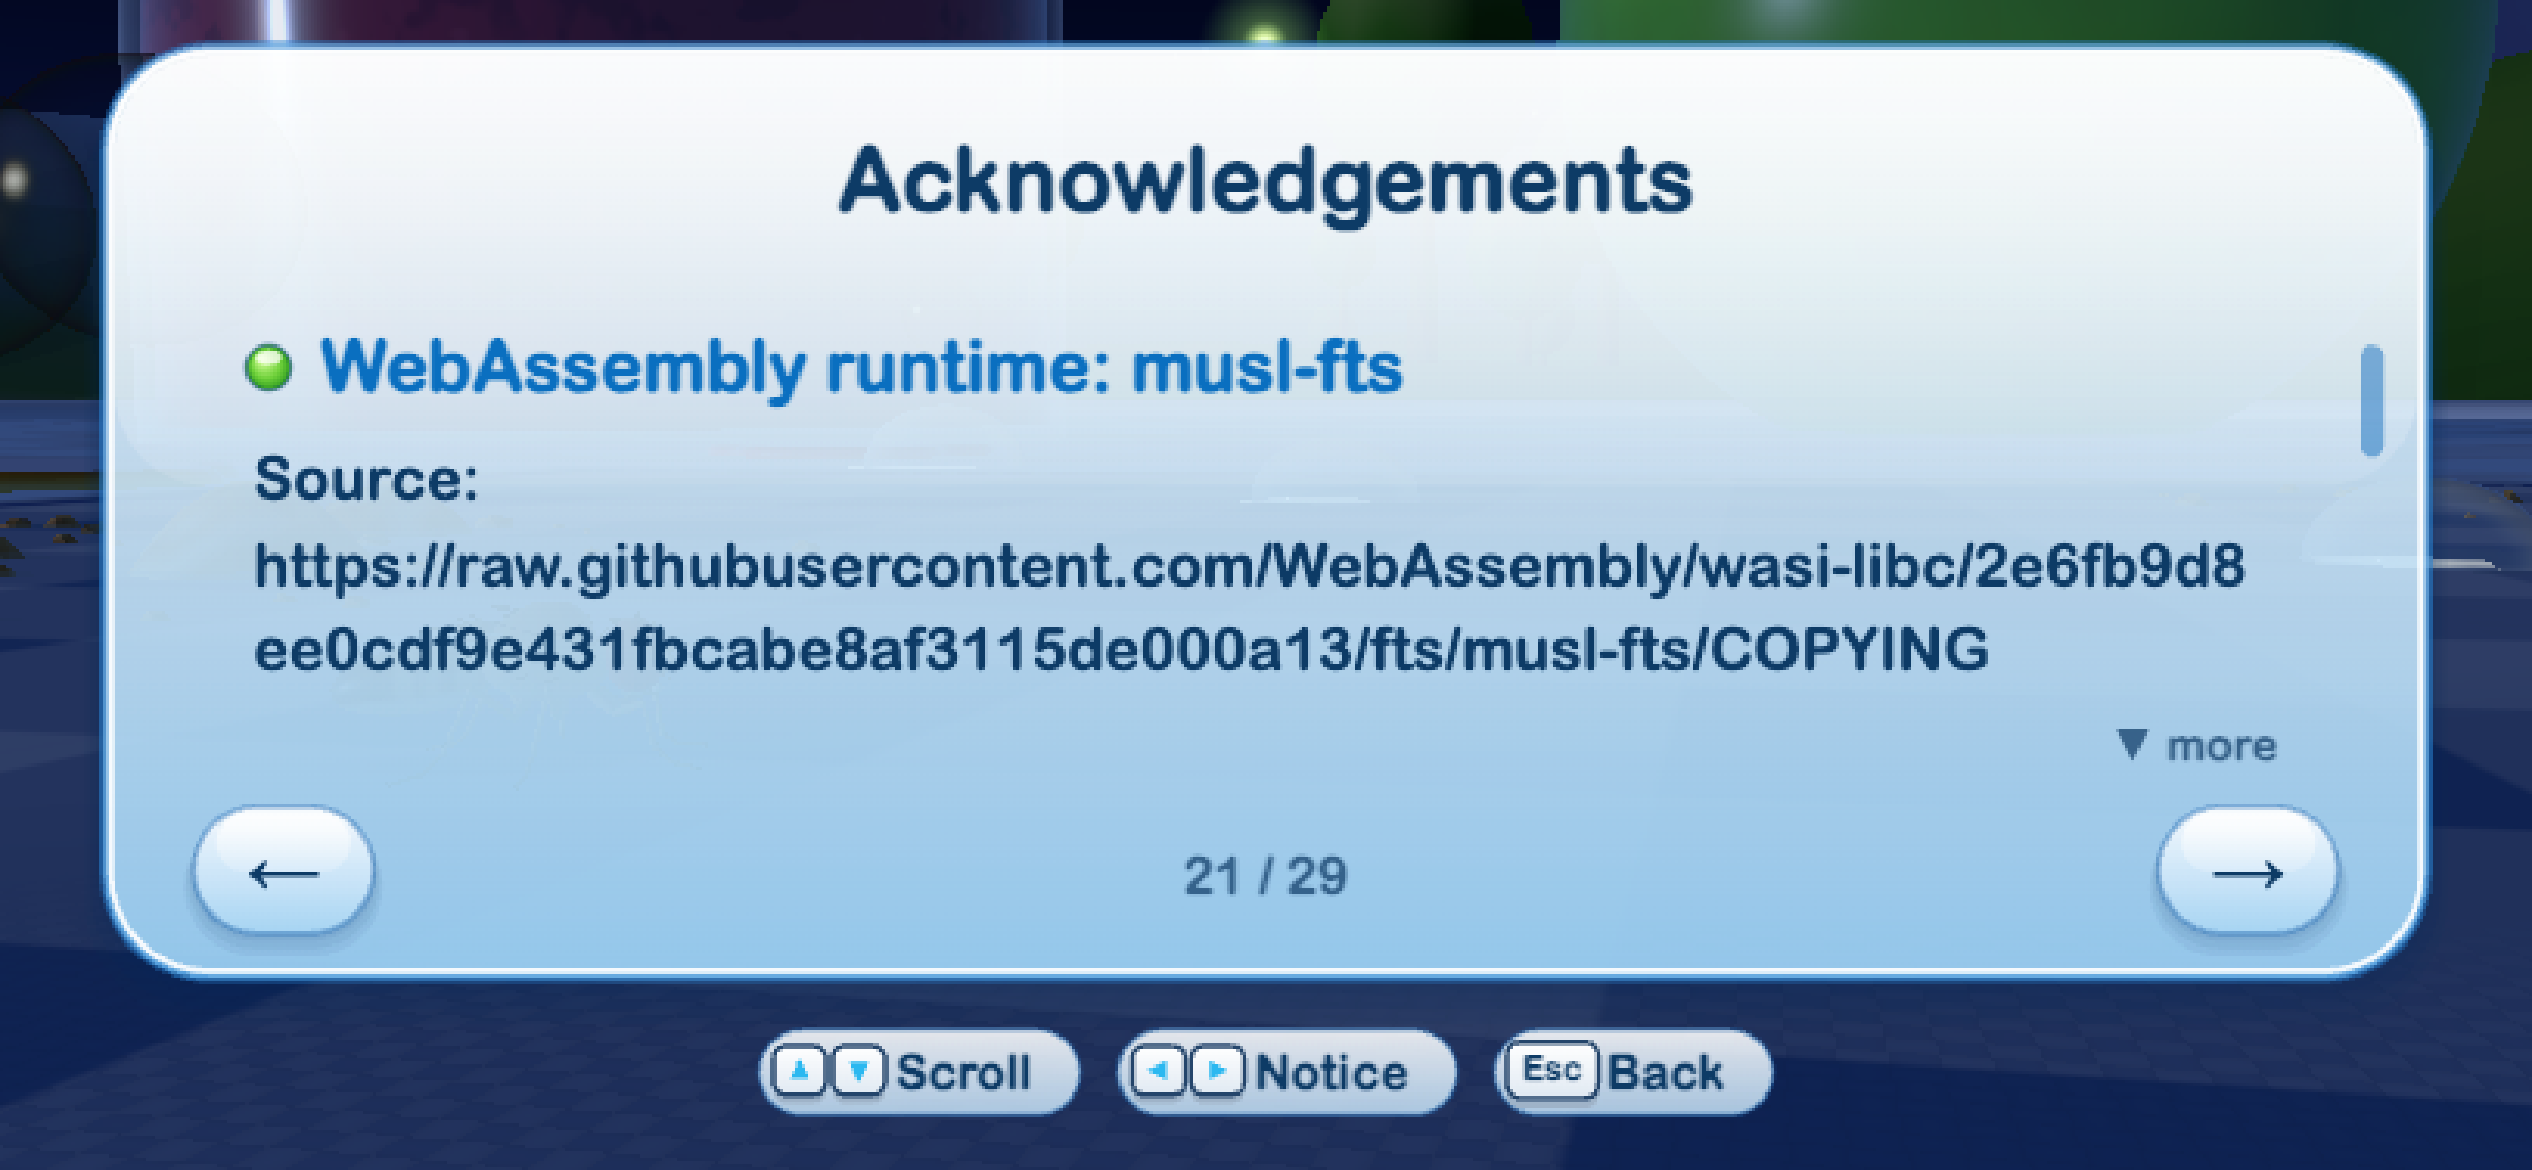 Acknowledgements
WebAssembly runtime: musl-fts
Source:
https://raw.githubusercontent.com/WebAssembly/wasi-libc/2e6fb9d8
ee0cdf9e431fbcabe8af3115de000a13/fts/musl-fts/COPYING
▼ more
← 21 / 29 →
▲ ▼ Scroll ◄ ► Notice Esc Back